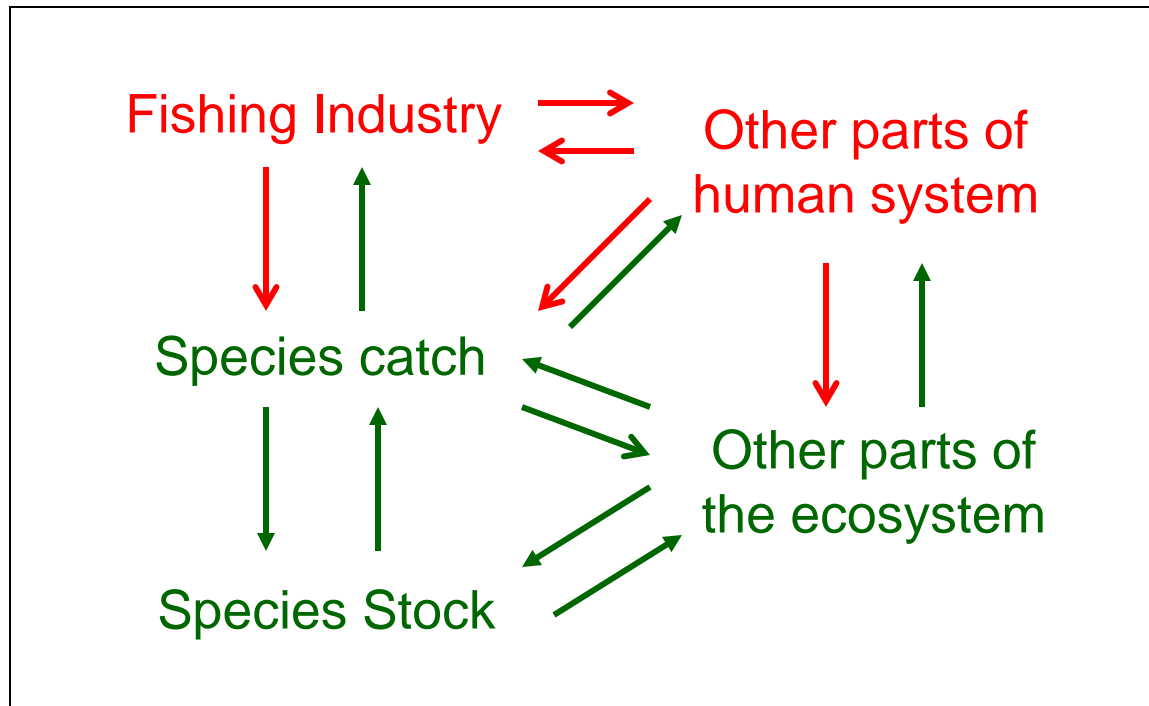 Fishing Industry
Other parts of
human system
Species catch
Other parts of
the ecosystem
Species Stock